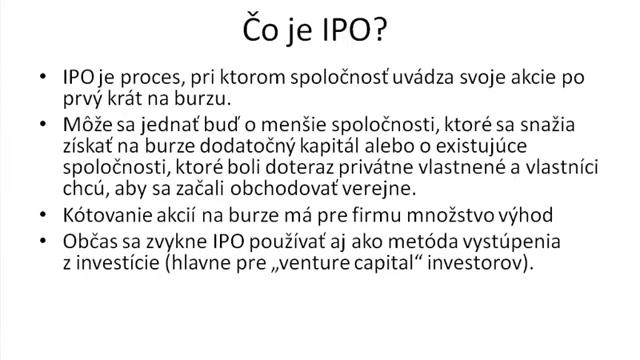 Čo je IPO?
• IPO je proces, pri ktorom spoločnosť uvádza svoje akcie po
prvý krát na burzu.
• Môže sa jednať buď o menšie spoločnosti, ktoré sa snažia
získať na burze dodatočný kapitál alebo o existujúce
spoločnosti, ktoré boli doteraz privátne vlastnené a vlastníci
chcú, aby sa začali obchodovať verejne.
• Kótovanie akcií na burze má pre firmu množstvo výhod
• Občas sa zvykne IPO používať aj ako metóda vystúpenia
z investície (hlavne pre „venture capital“ investorov).